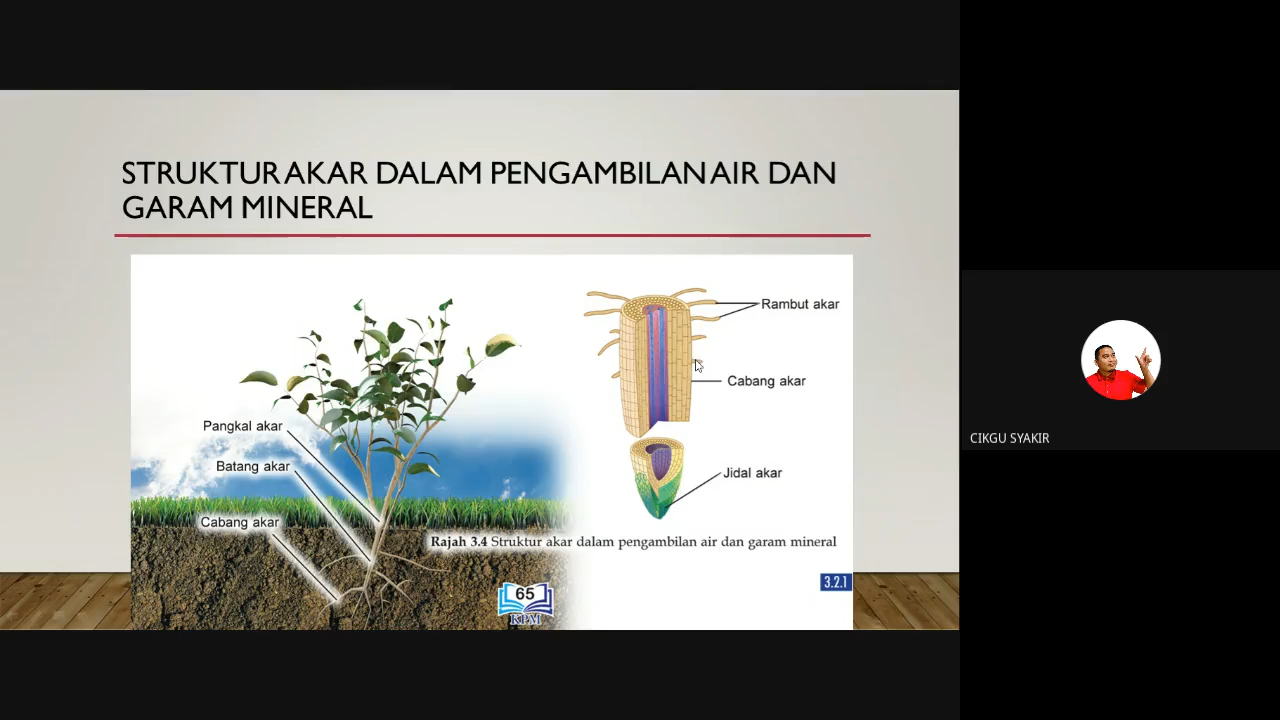 STRUKTUR AKAR DALAM PENGAMBILAN AIR DAN
GARAM MINERAL
Pangkal akar
Batang akar
Cabang akar
Rambut akar
Cabang akar
Jidal akar
Rajah 3.4 Struktur akar dalam pengambilan air dan garam mineral
3.2.1
65
KPM
CIKGU SYAKIR